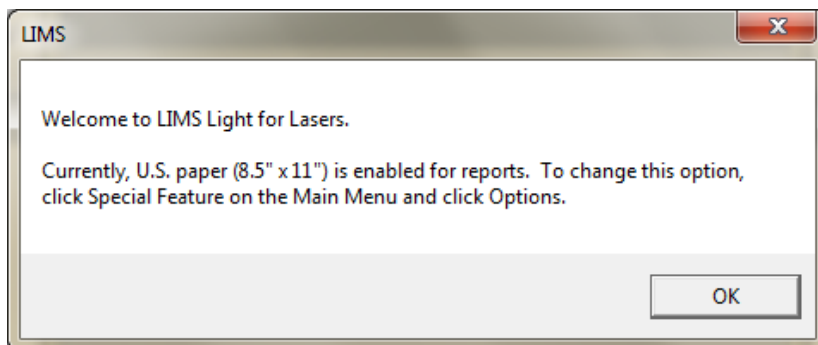 LIMS
Welcome to LIMS Light for Lasers.
Currently, U.S. paper (8.5" x 11") is enabled for reports.  To change this option,
click Special Feature on the Main Menu and click Options.
OK